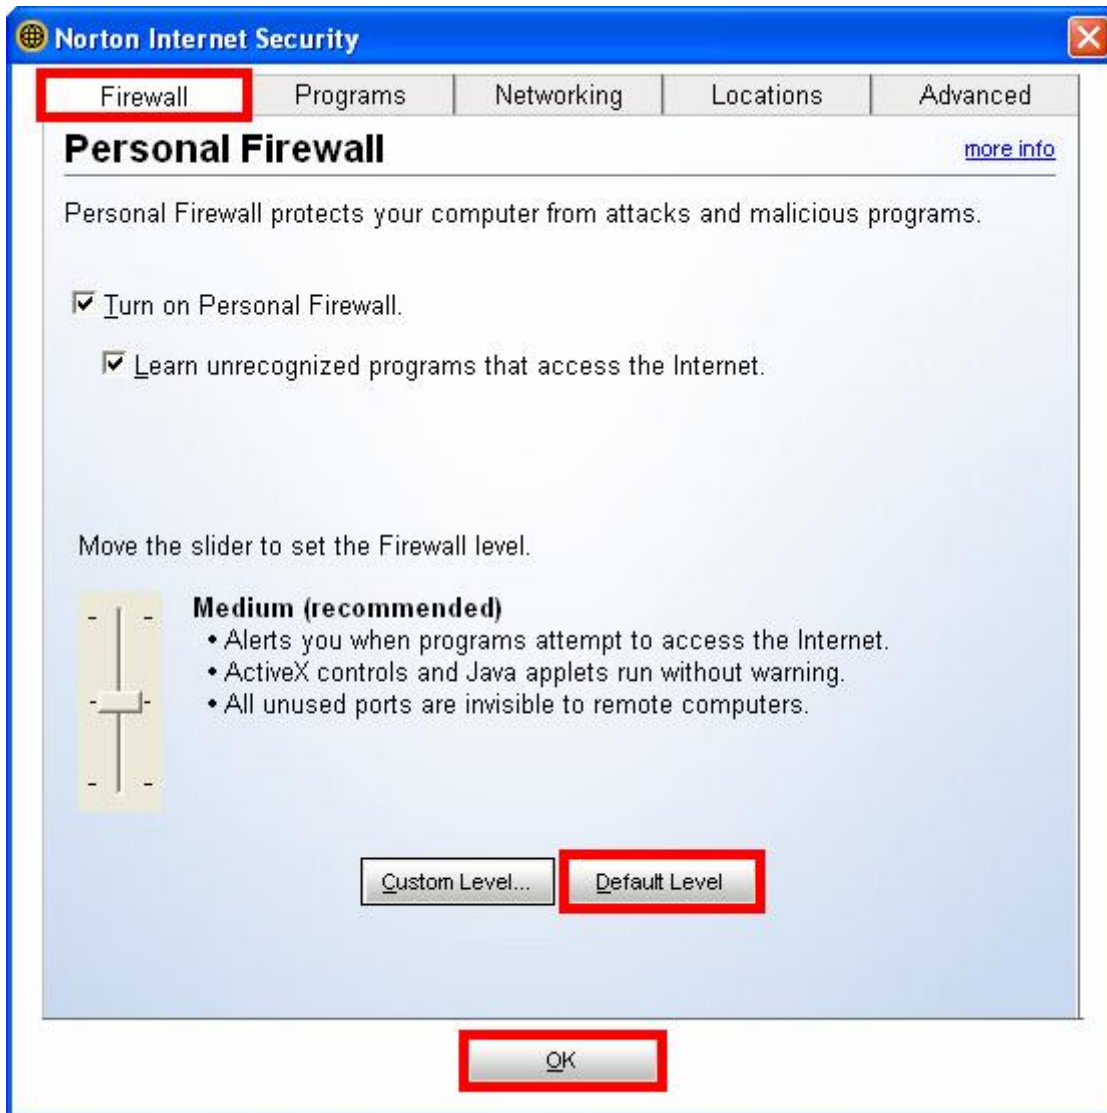 Norton Internet Security
Firewall Programs Networking Locations Advanced
Personal Firewall more info
Personal Firewall protects your computer from attacks and malicious programs.
Turn on Personal Firewall.
Learn unrecognized programs that access the Internet.
Move the slider to set the Firewall level.
Medium (recommended)
• Alerts you when programs attempt to access the Internet.
• ActiveX controls and Java applets run without warning.
• All unused ports are invisible to remote computers.
Custom Level... Default Level
OK